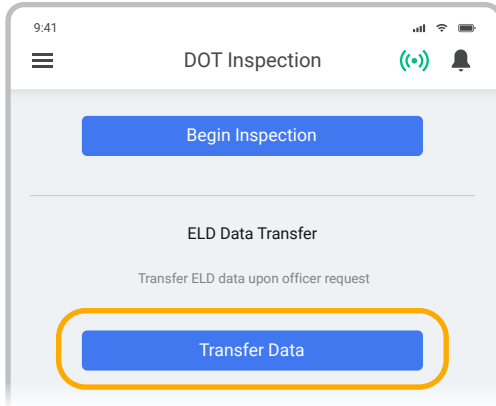 9:41
DOT Inspection
Begin Inspection
ELD Data Transfer
Transfer ELD data upon officer request
Transfer Data